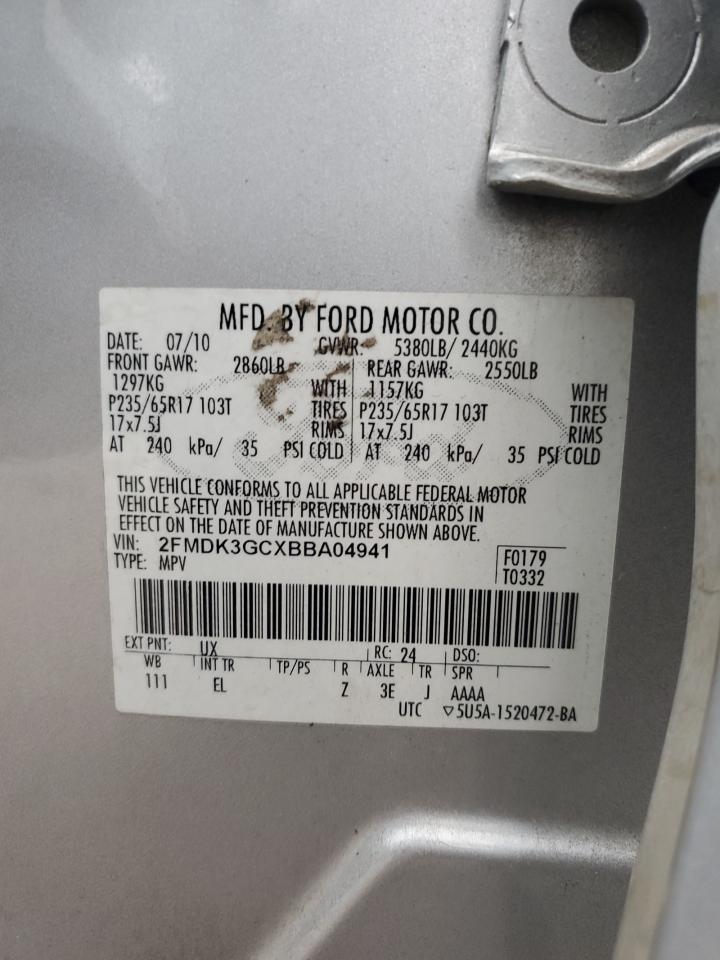 MFD. BY FORD MOTOR CO.
DATE: 07/10 GVWR: 5380LB/ 2440KG
FRONT GAWR: 2860LB REAR GAWR: 2550LB
1297KG WITH 1157KG WITH
P235/65R17 103T TIRES P235/65R17 103T TIRES
17x7.5J RIMS 17x7.5J RIMS
AT 240 kPa/ 35 PSI COLD AT 240 kPa/ 35 PSI COLD
THIS VEHICLE CONFORMS TO ALL APPLICABLE FEDERAL MOTOR
VEHICLE SAFETY AND THEFT PREVENTION STANDARDS IN
EFFECT ON THE DATE OF MANUFACTURE SHOWN ABOVE.
VIN: 2FMDK3GCXBBA04941 F0179
TYPE: MPV T0332
EXT PNT: UX RC: 24 DSO:
WB INT TR TP/PS R AXLE TR SPR
111 EL Z 3E J AAAA
UTC ▽5U5A-1520472-BA